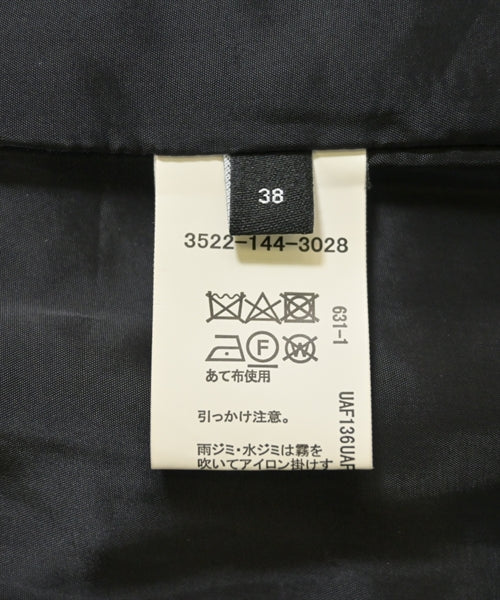 38
3522-144-3028
F W
あて布使用
引っかけ注意。
雨ジミ・水ジミは霧を
吹いてアイロン掛けす
631-1
UAF136UAF